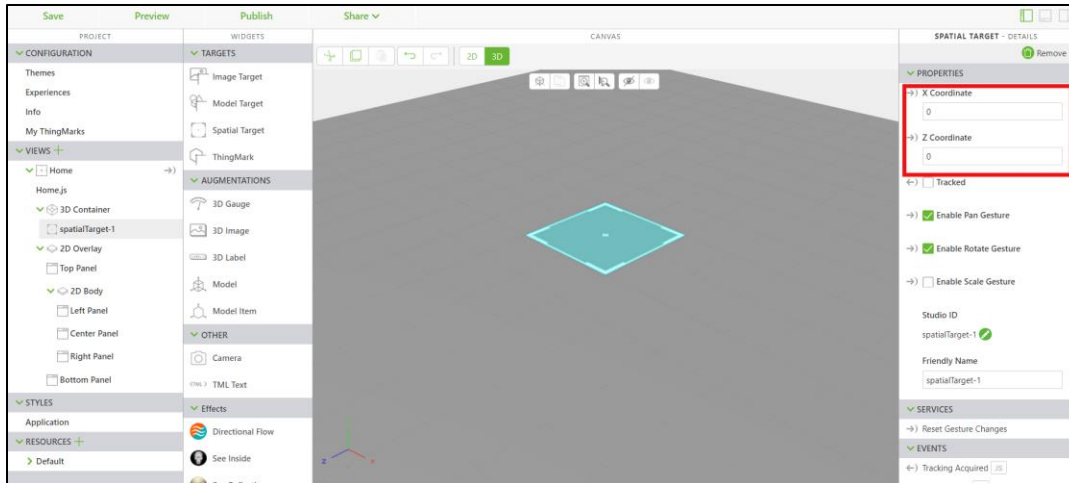 Save Preview Publish Share
PROJECT
CONFIGURATION
Themes
Experiences
Info
My ThingMarks
VIEWS
Home
Home.js
3D Container
spatialTarget-1
2D Overlay
Top Panel
2D Body
Left Panel
Center Panel
Right Panel
Bottom Panel
STYLES
Application
RESOURCES
Default
WIDGETS
TARGETS
Image Target
Model Target
Spatial Target
ThingMark
AUGMENTATIONS
3D Gauge
3D Image
3D Label
Model
Model Item
OTHER
Camera
TML Text
Effects
Directional Flow
See Inside
CANVAS
2D 3D
z x
SPATIAL TARGET - DETAILS
Remove
PROPERTIES
X Coordinate
0
Z Coordinate
0
Tracked
Enable Pan Gesture
Enable Rotate Gesture
Enable Scale Gesture
Studio ID
spatialTarget-1
Friendly Name
spatialTarget-1
SERVICES
Reset Gesture Changes
EVENTS
Tracking Acquired JS